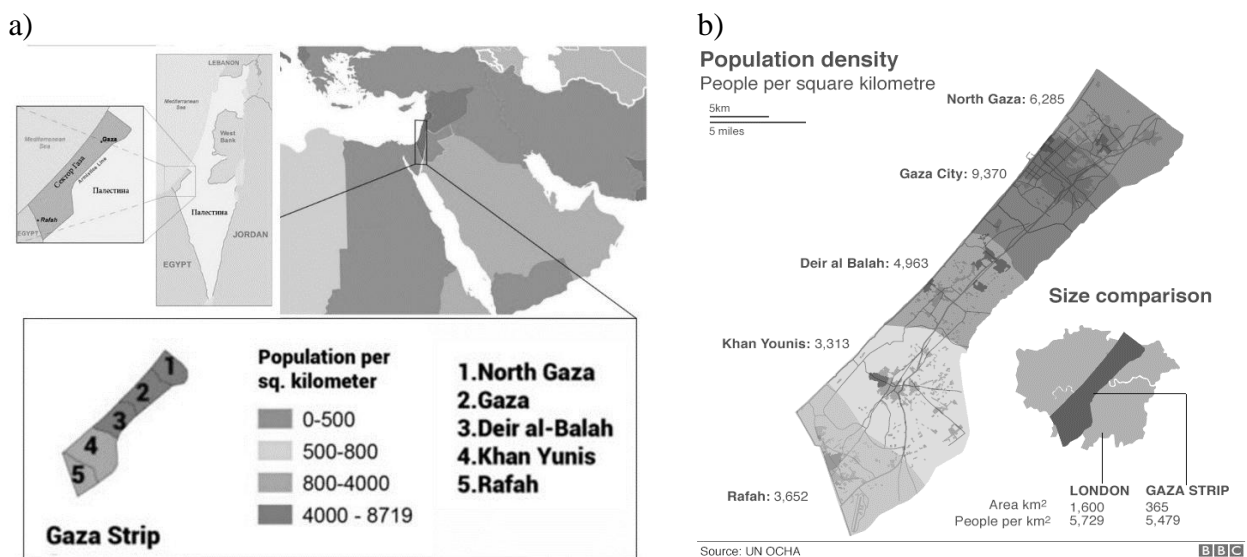 a)
LEBANON
Mediterranean
Sea
West
Bank
Mediterranean
Sea
Gaza
Сектор Газа
Armistice Line
Палестина
Rafah
EGYPT
Палестина
JORDAN
EGYPT
1
2
3
4
5
Gaza Strip
Population per
sq. kilometer
0-500
500-800
800-4000
4000 - 8719
1.North Gaza
2.Gaza
3.Deir al-Balah
4.Khan Yunis
5.Rafah
b)
Population density
People per square kilometre
5km
5 miles
North Gaza: 6,285
Gaza City: 9,370
Deir al Balah: 4,963
Khan Younis: 3,313
Rafah: 3,652
Size comparison
LONDON GAZA STRIP
Area km² 1,600 365
People per km² 5,729 5,479
Source: UN OCHA
BBC